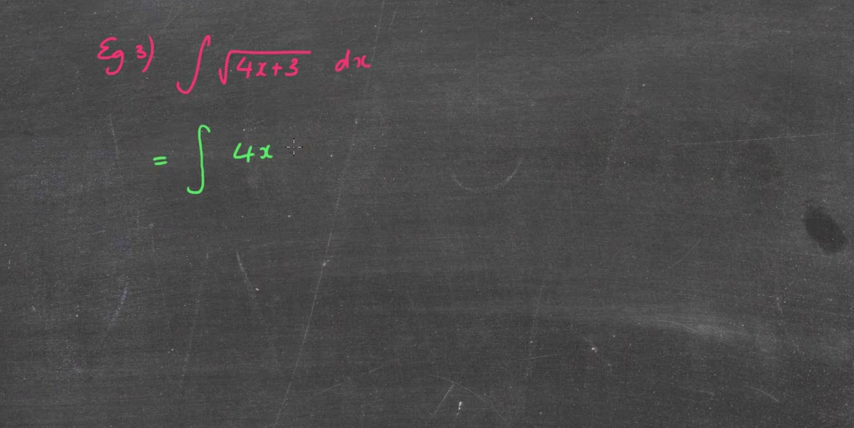 Eg 3) ∫ √4x+3 dx
= ∫ 4x